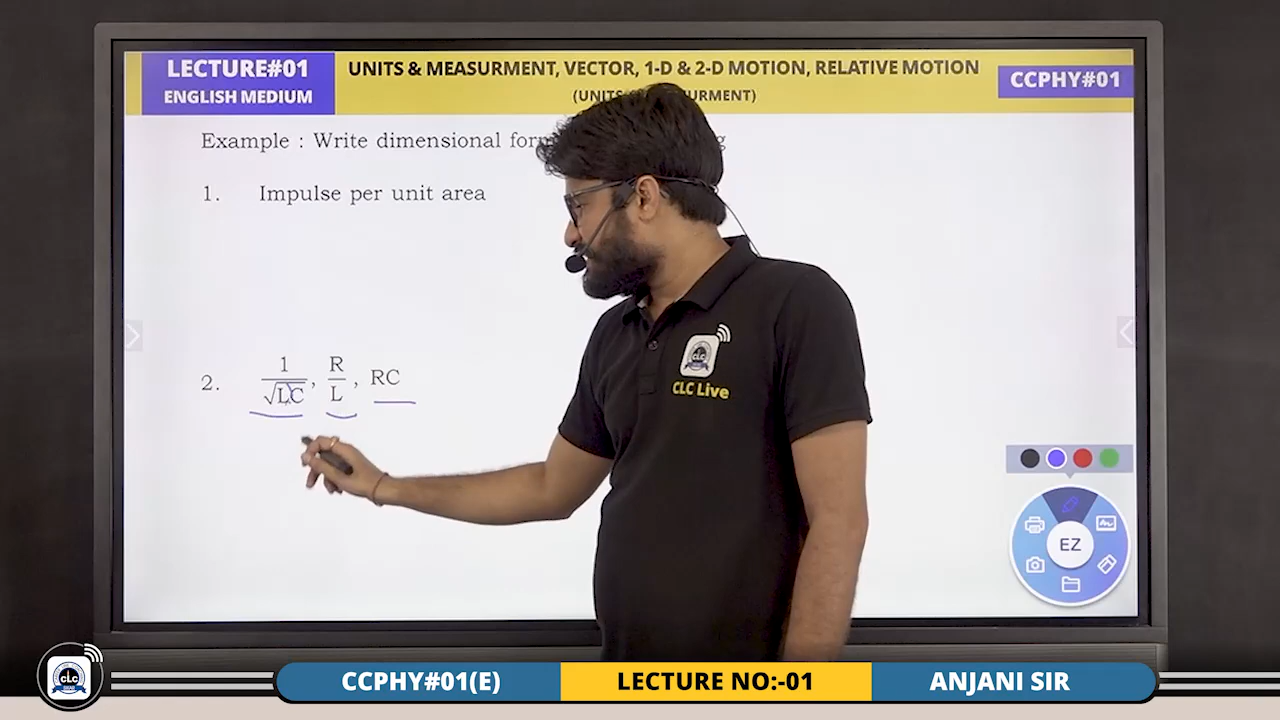 LECTURE#01
ENGLISH MEDIUM
UNITS & MEASURMENT, VECTOR, 1-D & 2-D MOTION, RELATIVE MOTION
(UNITS URMENT)
CCPHY#01
Example : Write dimensional
1. Impulse per unit area
2. 1/√LC, R/L, RC
CLC
CLC Live
EZ
CLC
CCPHY#01(E)
LECTURE NO:-01
ANJANI SIR